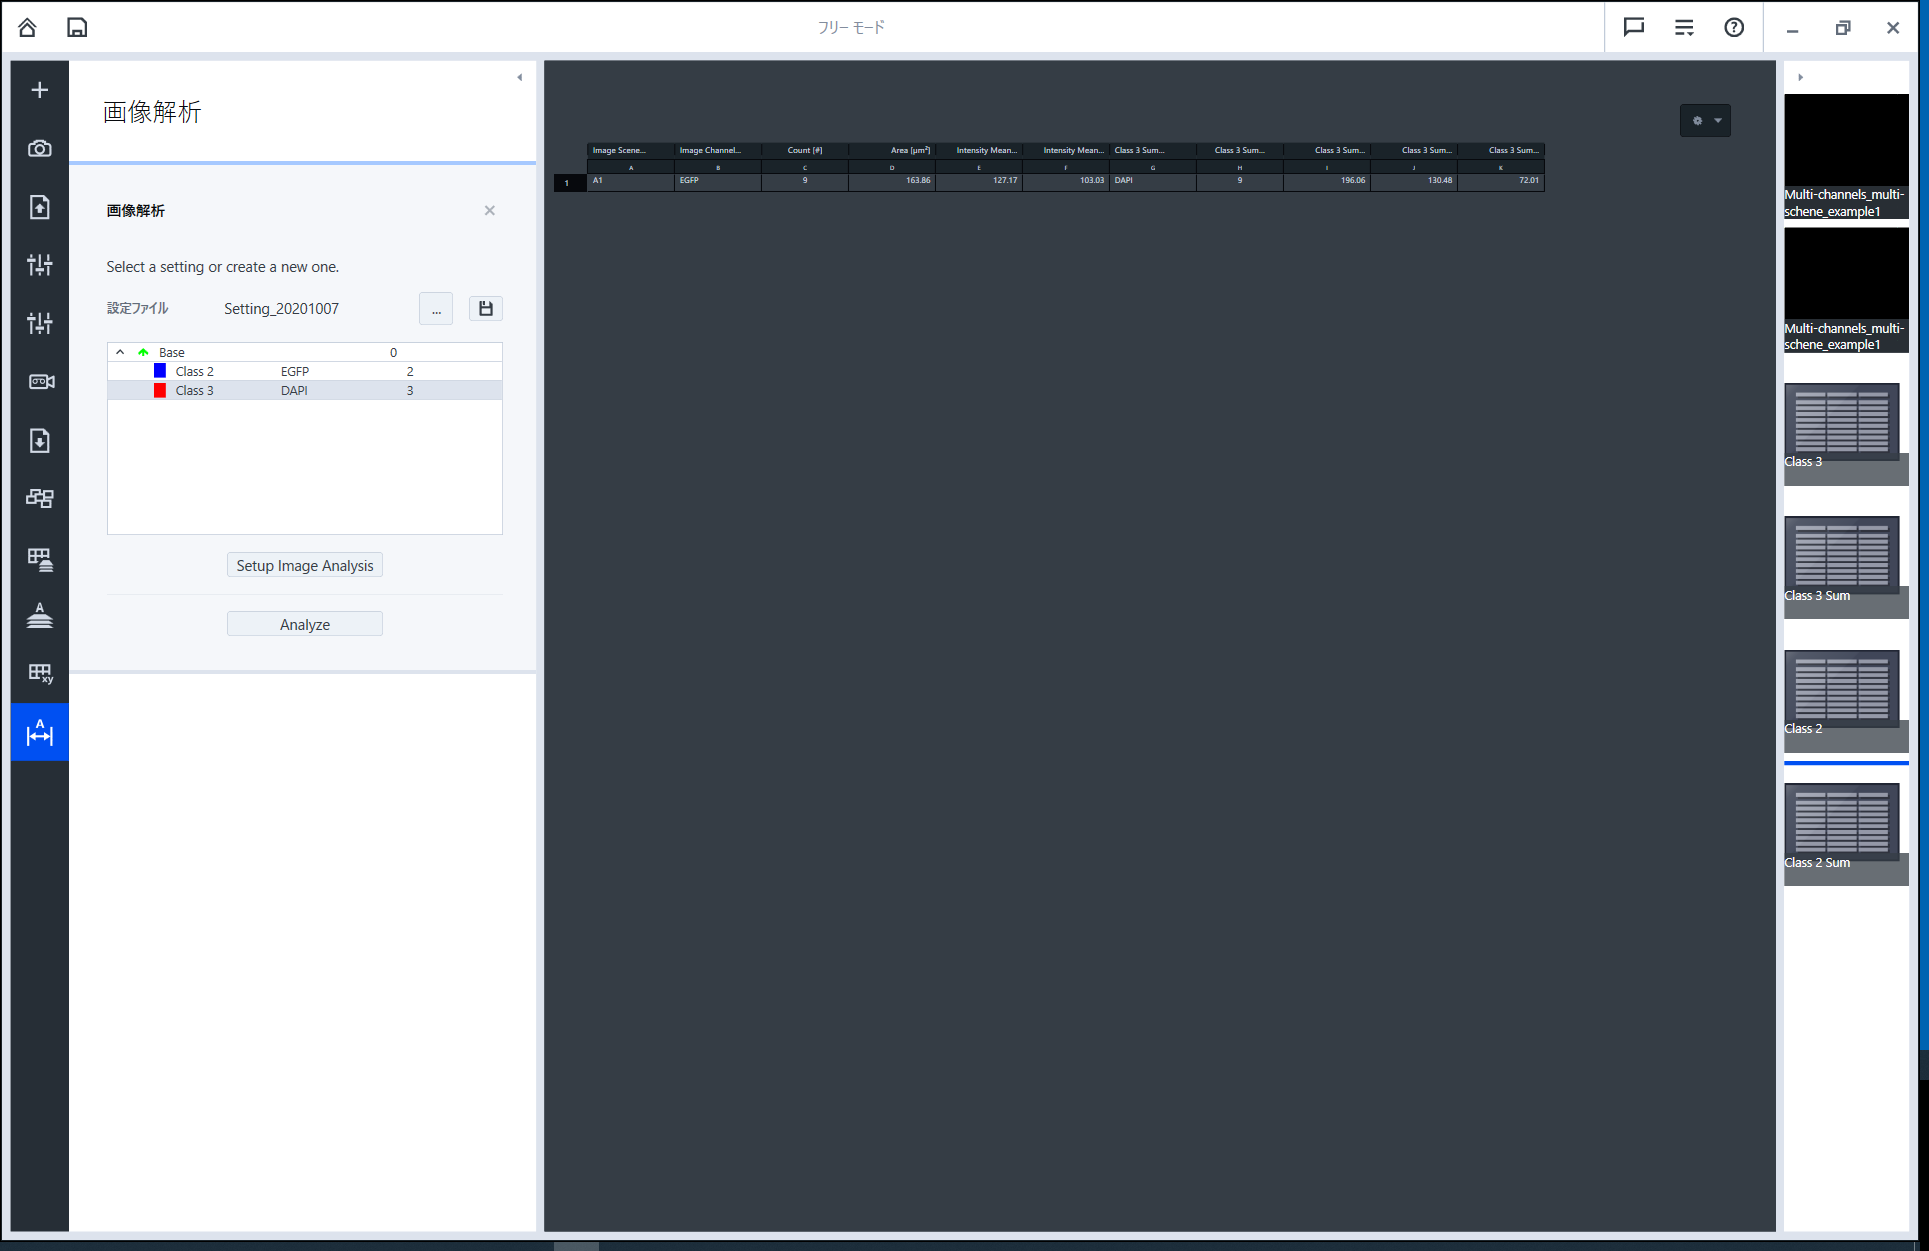 フリー モード
画像解析
画像解析
Select a setting or create a new one.
設定ファイル Setting_20201007 ...
Base 0
Class 2 EGFP 2
Class 3 DAPI 3
Setup Image Analysis
Analyze
Image Scene... Image Channel... Count [#] Area [μm²] Intensity Mean... Intensity Mean... Class 3 Sum... Class 3 Sum... Class 3 Sum... Class 3 Sum... Class 3 Sum...
A B C D E F G H I J K
1 A1 EGFP 9 163.86 127.17 103.03 DAPI 9 196.06 130.48 72.01
Multi-channels_multi-
schene_example1
Multi-channels_multi-
schene_example1
Class 3
Class 3 Sum
Class 2
Class 2 Sum